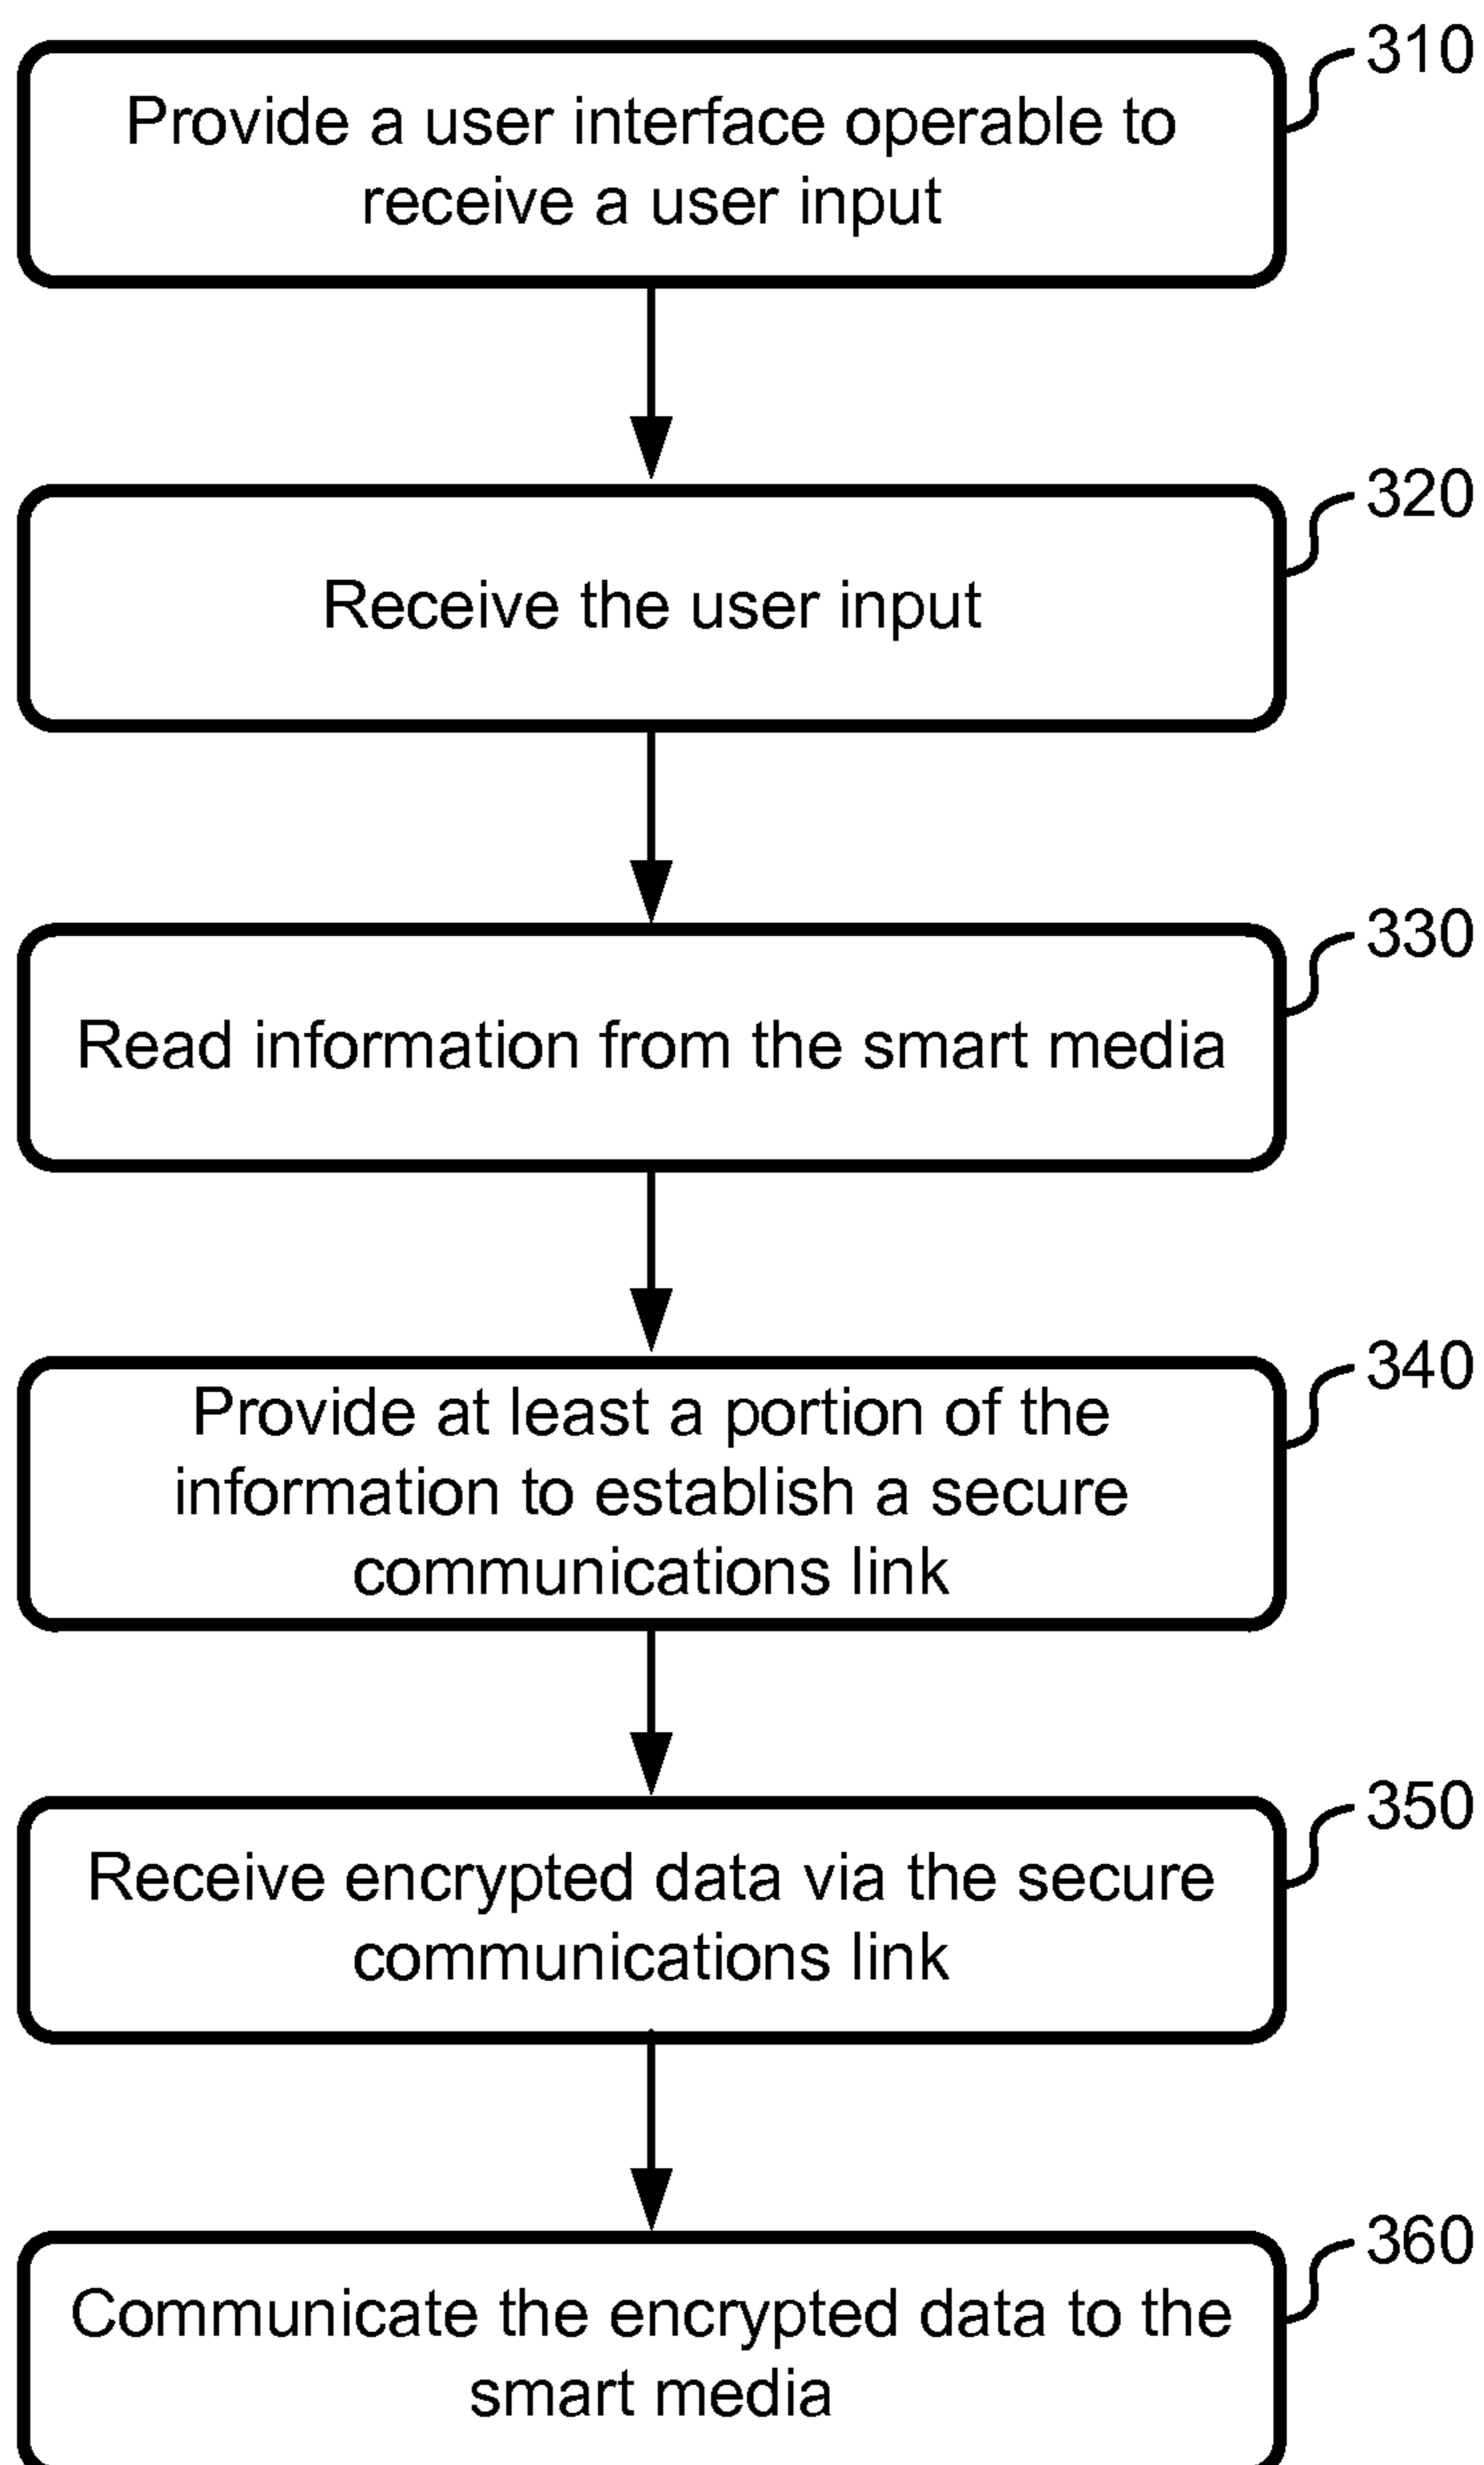 310
Provide a user interface operable to
receive a user input
320
Receive the user input
330
Read information from the smart media
340
Provide at least a portion of the
information to establish a secure
communications link
350
Receive encrypted data via the secure
communications link
360
Communicate the encrypted data to the
smart media